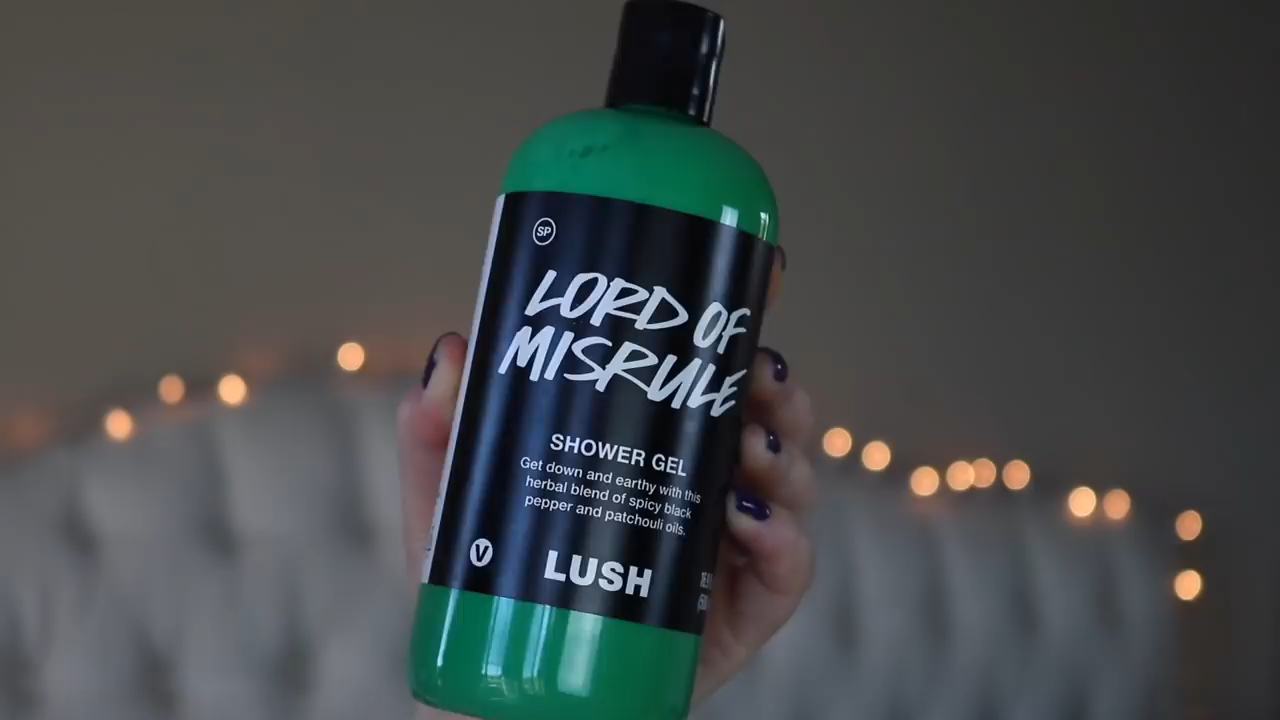 SP
LORD OF
MISRULE
SHOWER GEL
Get down and earthy with this
herbal blend of spicy black
pepper and patchouli oils.
V
LUSH